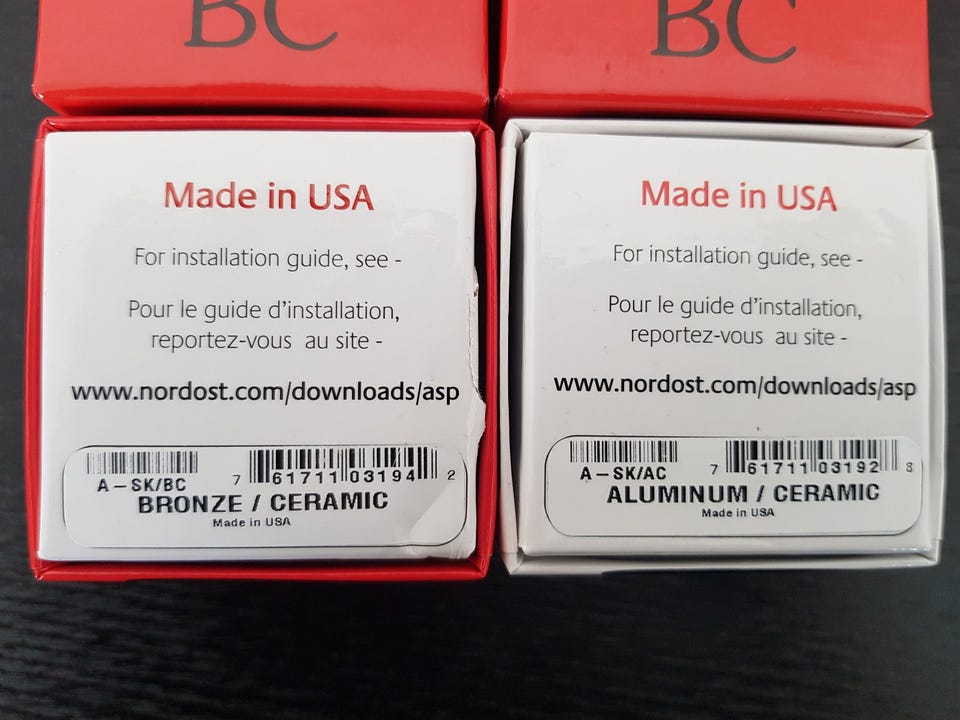 BC
BC
Made in USA
For installation guide, see -
Pour le guide d'installation,
reportez-vous au site -
www.nordost.com/downloads/asp
A - SK/BC
7 61711 03194 2
BRONZE / CERAMIC
Made in USA
Made in USA
For installation guide, see -
Pour le guide d'installation,
reportez-vous au site -
www.nordost.com/downloads/asp
A - SK/AC
7 61711 03192 8
ALUMINUM / CERAMIC
Made in USA